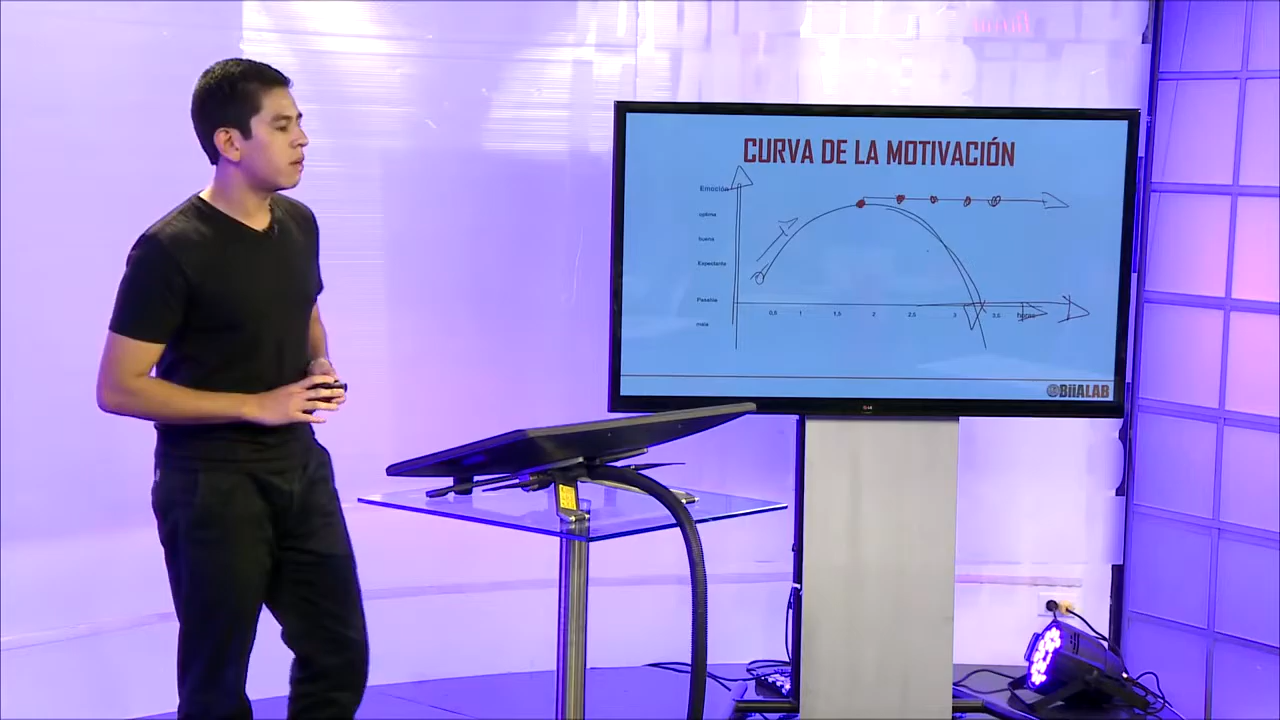 CURVA DE LA MOTIVACIÓN
Emoción
optima
buena
Expectante
Pasable
mala
0,5 1 1,5 2 2,5 3 3,5 horas
BiiALAB
LG